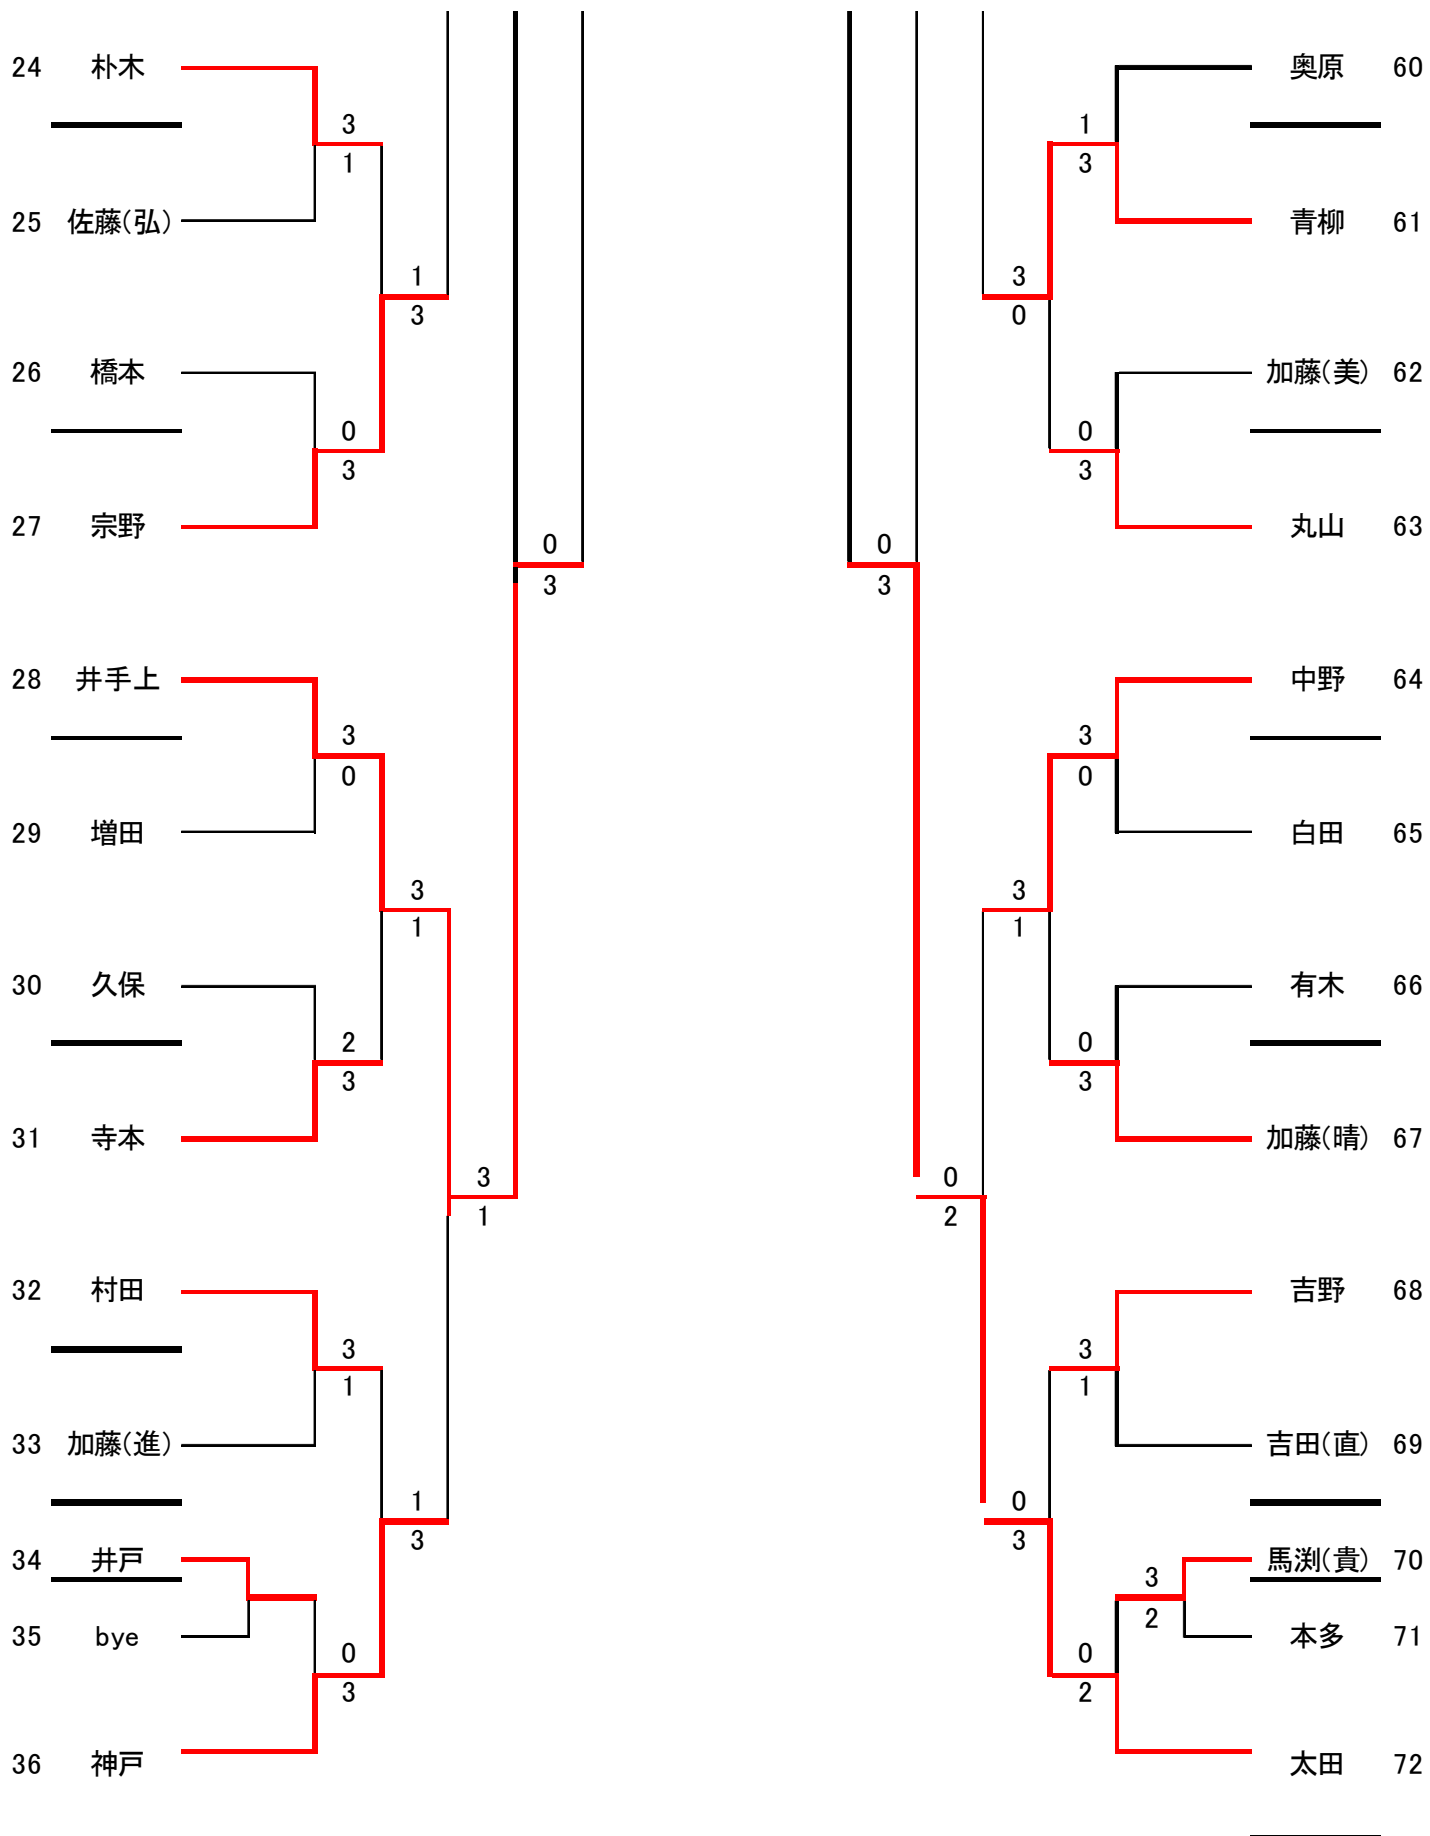 24 朴木 奥原 60
3 1
1 3
25 佐藤(弘) 青柳 61
1 3
3 0
26 橋本 加藤(美) 62
0 0
3 3
27 宗野 丸山 63
0 0
3 3
28 井手上 中野 64
3 3
0 0
29 増田 白田 65
3 3
1 1
30 久保 有木 66
2 0
3 3
31 寺本 加藤(晴) 67
3 0
1 2
32 村田 吉野 68
3 3
1 1
33 加藤(進) 吉田(直) 69
1 0
3 3
34 井戸 馬渕(貴) 70
3
2
35 bye 本多 71
0 0
3 2
36 神戸 太田 72